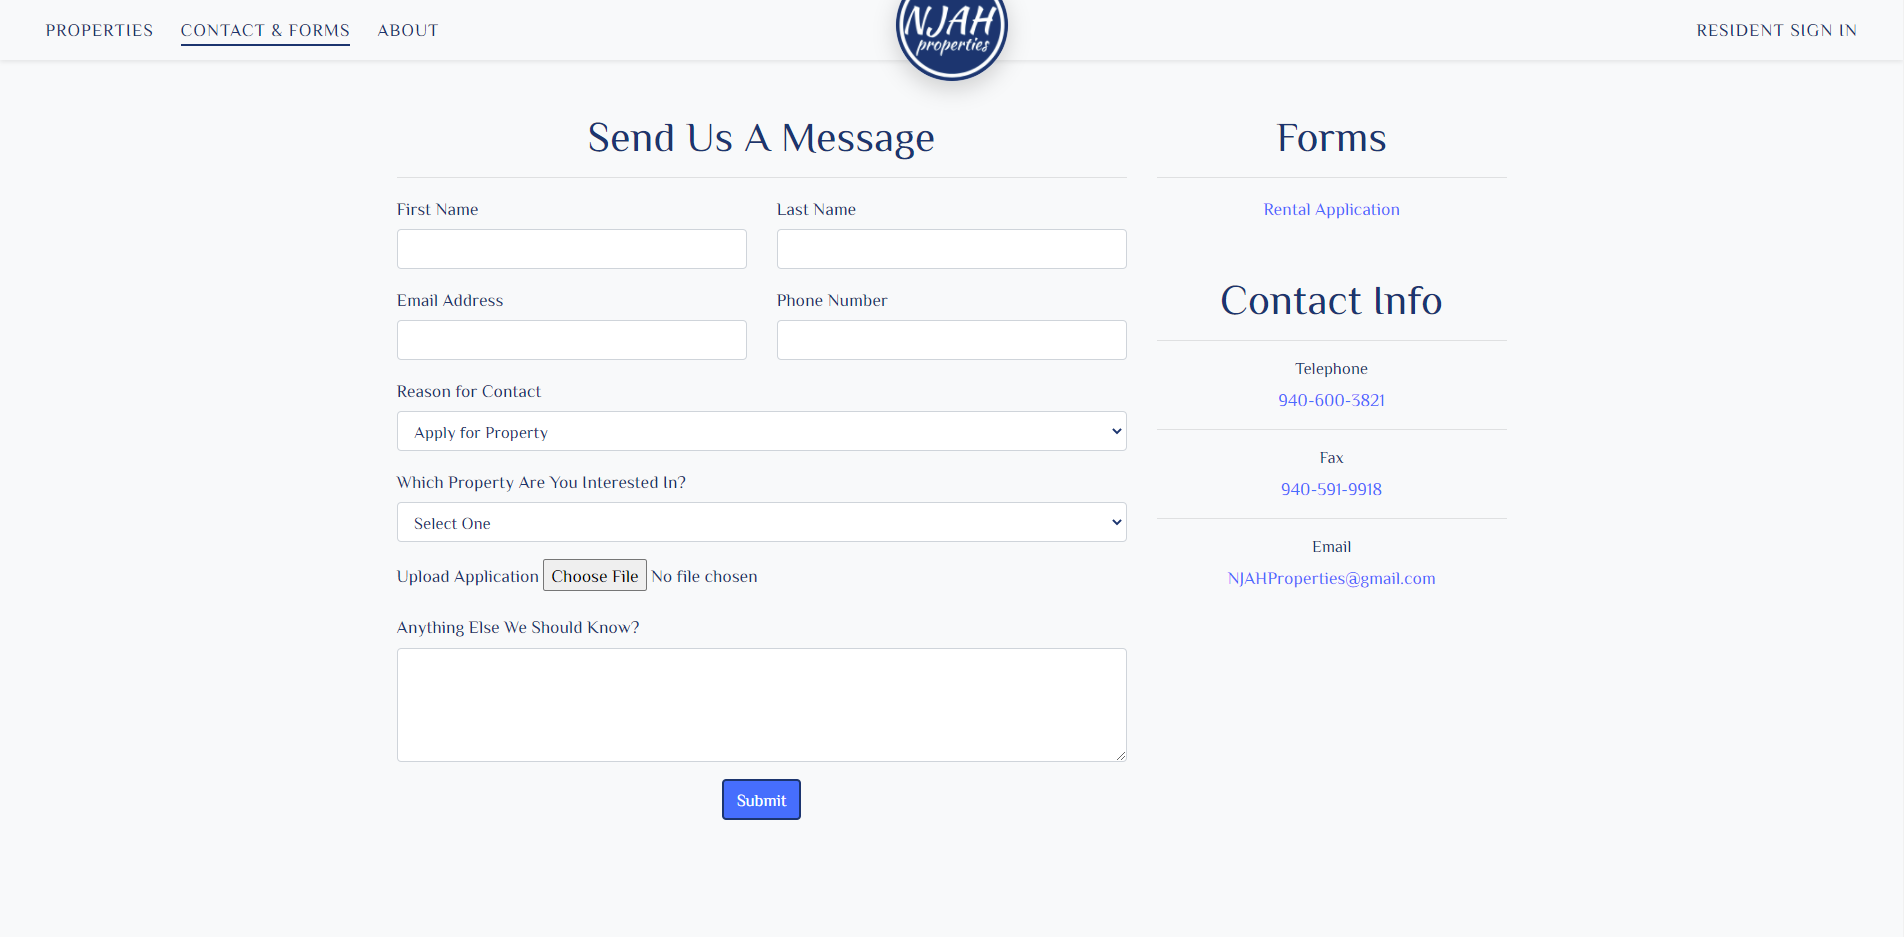 PROPERTIES CONTACT & FORMS ABOUT
NJAH
properties
RESIDENT SIGN IN
Send Us A Message
First Name
Last Name
Email Address
Phone Number
Reason for Contact
Apply for Property
Which Property Are You Interested In?
Select One
Upload Application Choose File No file chosen
Anything Else We Should Know?
Submit
Forms
Rental Application
Contact Info
Telephone
940-600-3821
Fax
940-591-9918
Email
NJAHProperties@gmail.com